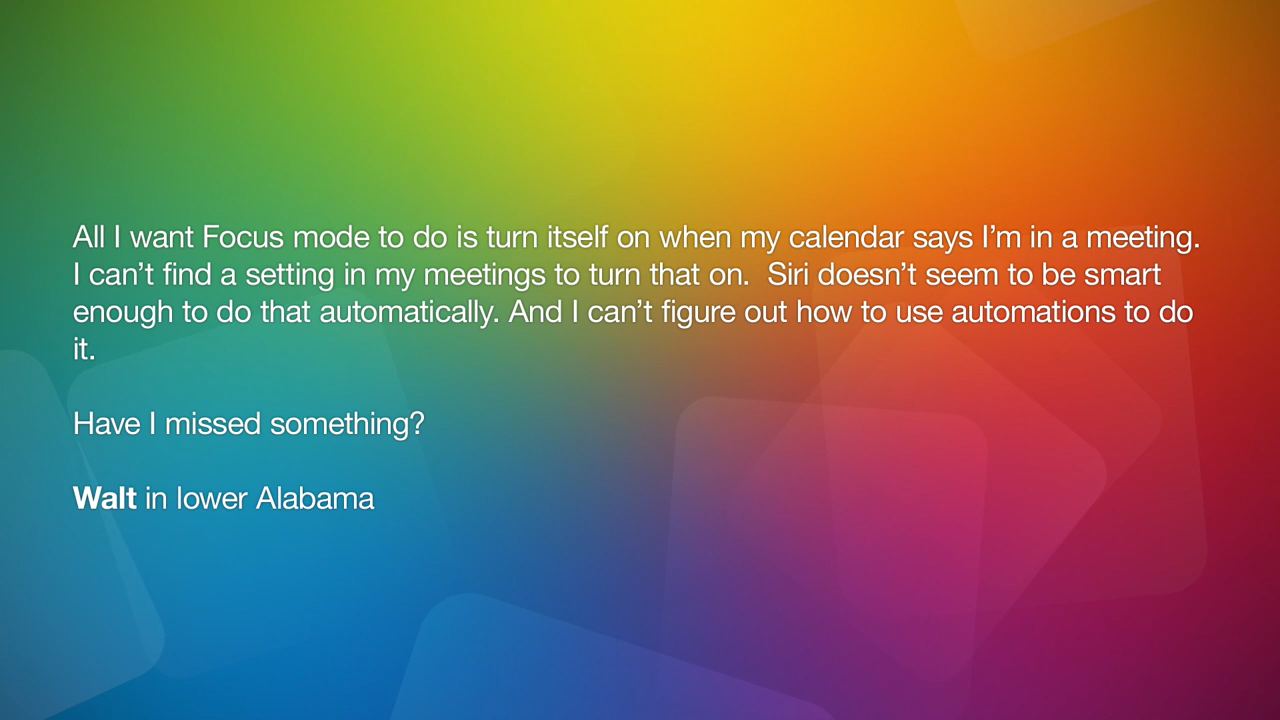 All I want Focus mode to do is turn itself on when my calendar says I’m in a meeting.
I can’t find a setting in my meetings to turn that on.  Siri doesn’t seem to be smart
enough to do that automatically. And I can’t figure out how to use automations to do
it.
Have I missed something?
Walt in lower Alabama